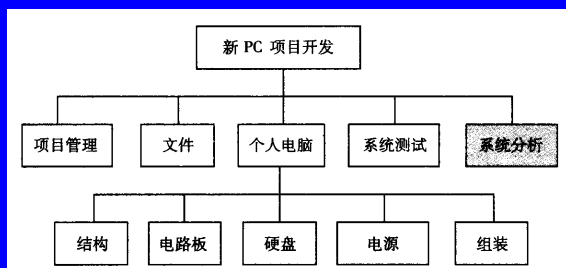 新 PC 项目开发
项目管理
文件
个人电脑
系统测试
系统分析
结构
电路板
硬盘
电源
组装